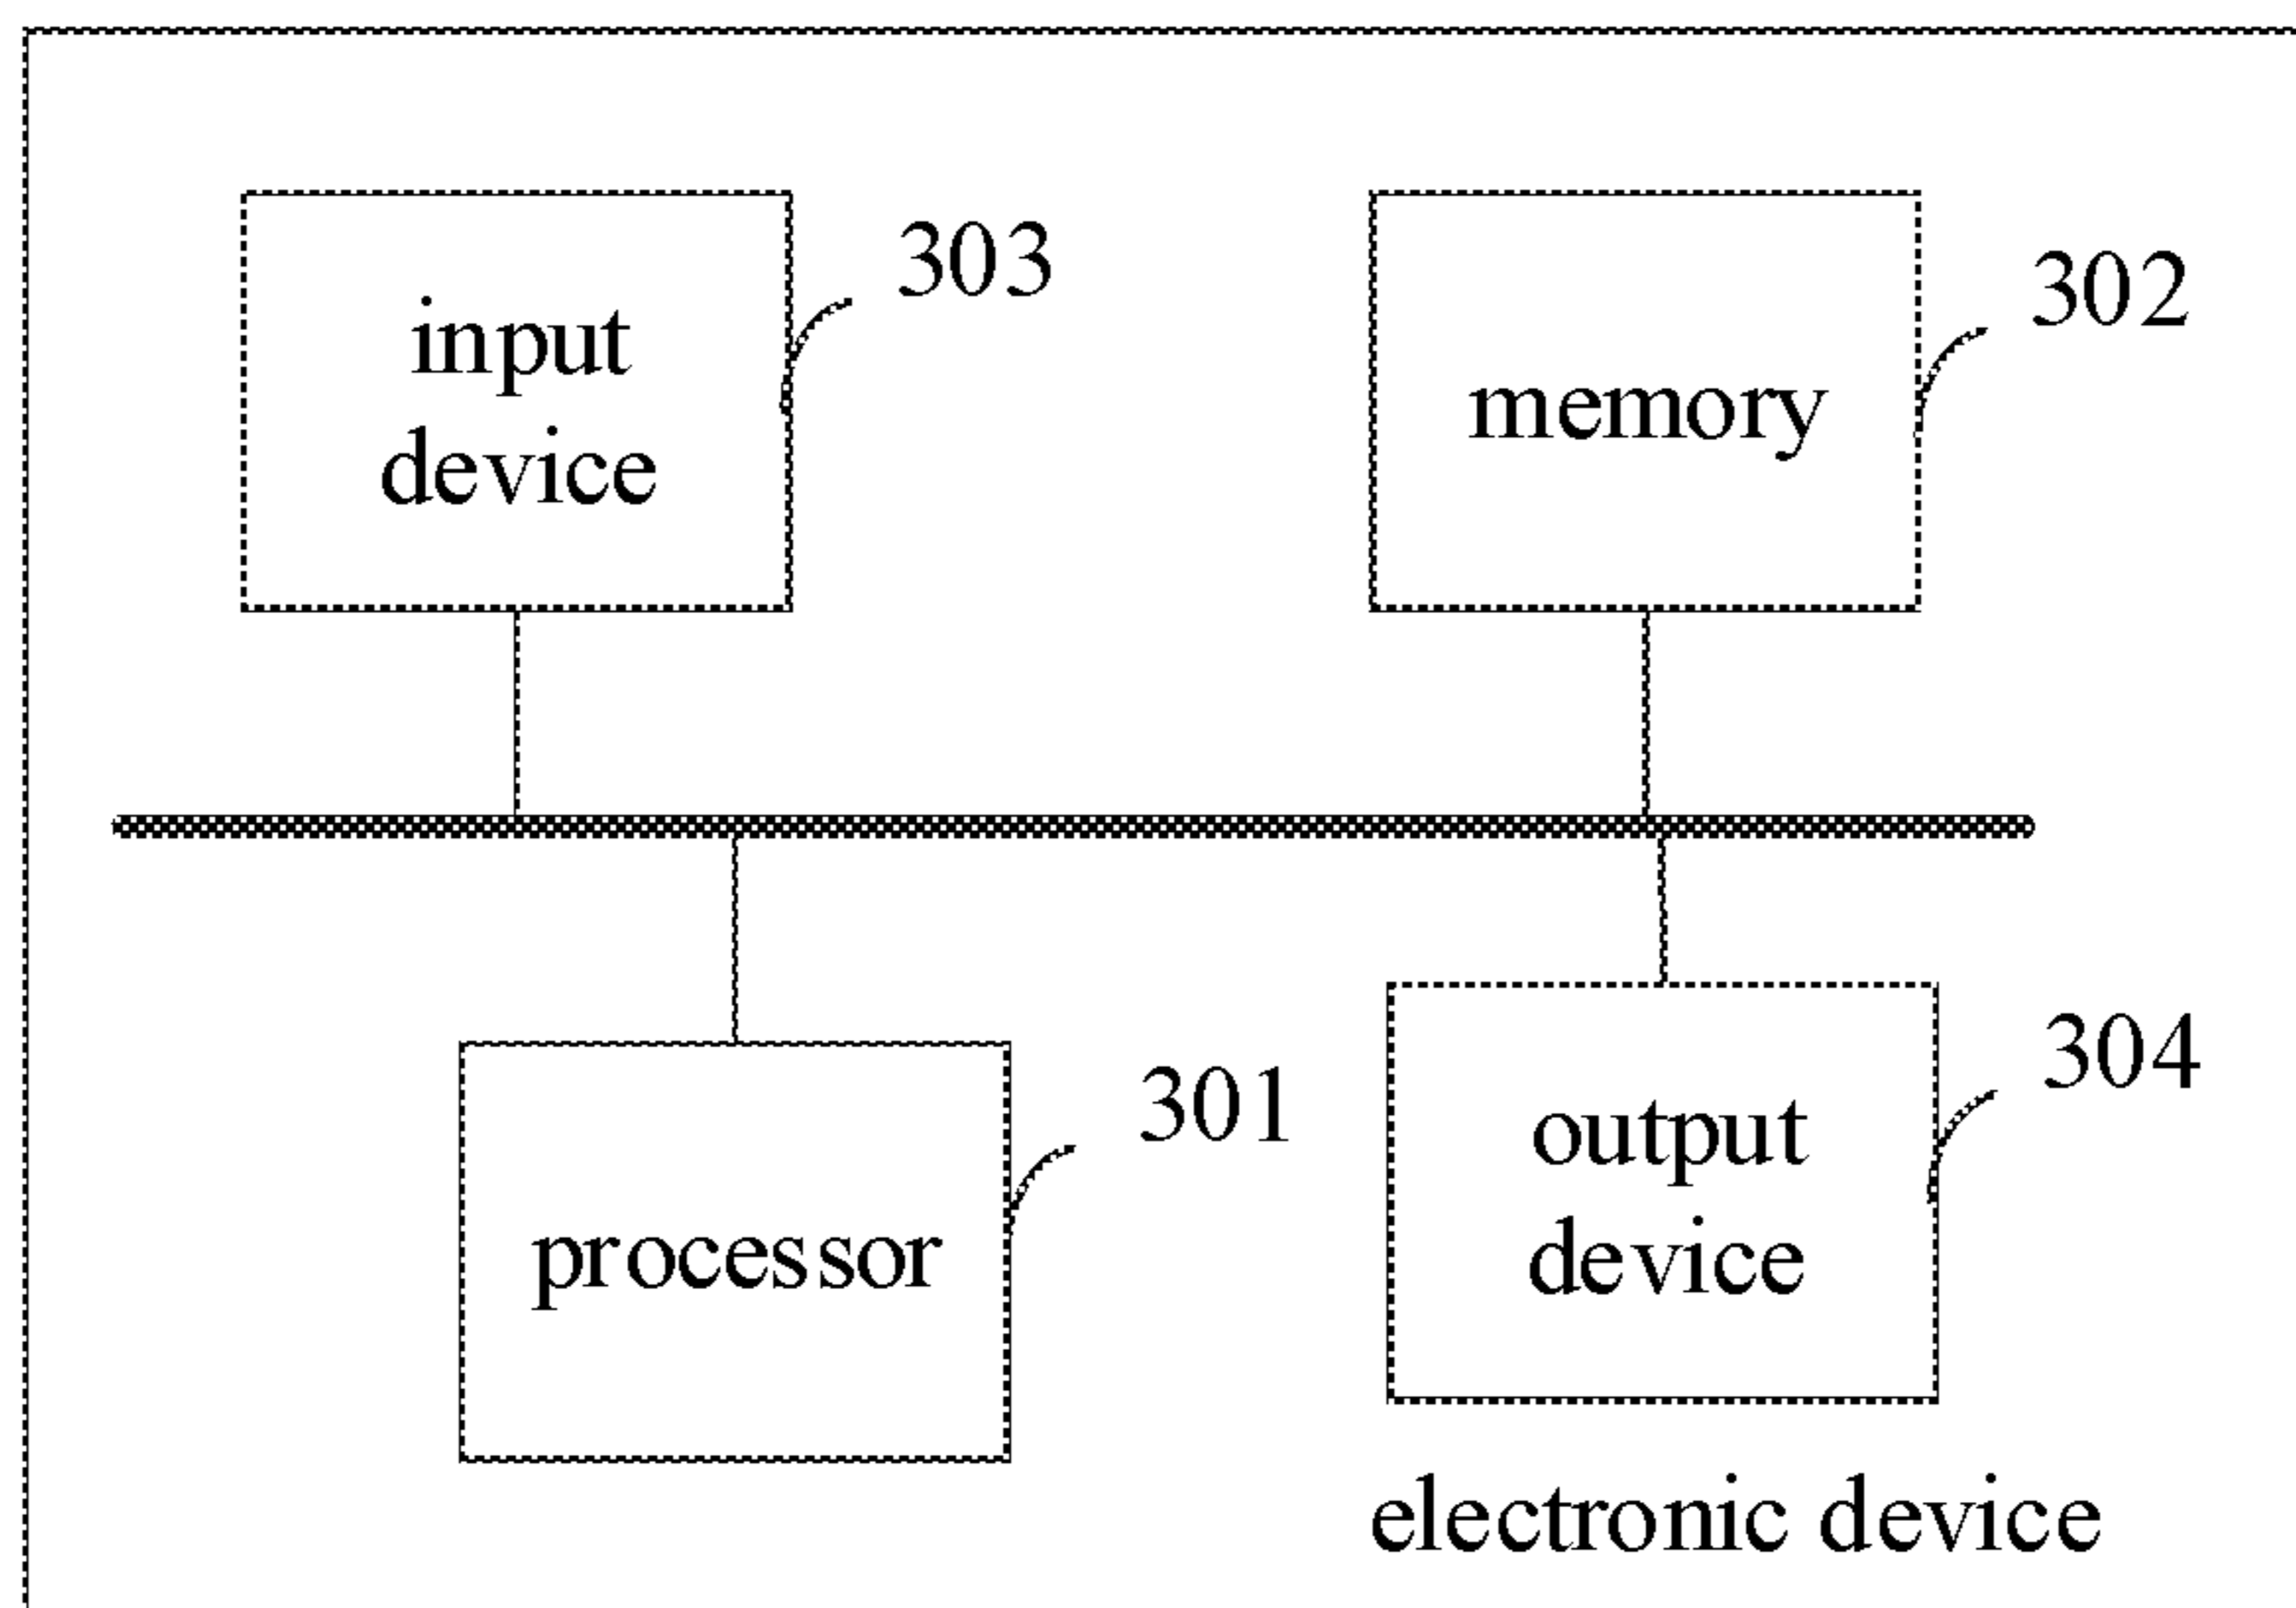 303
input
device
302
memory
301
processor
304
output
device
electronic device